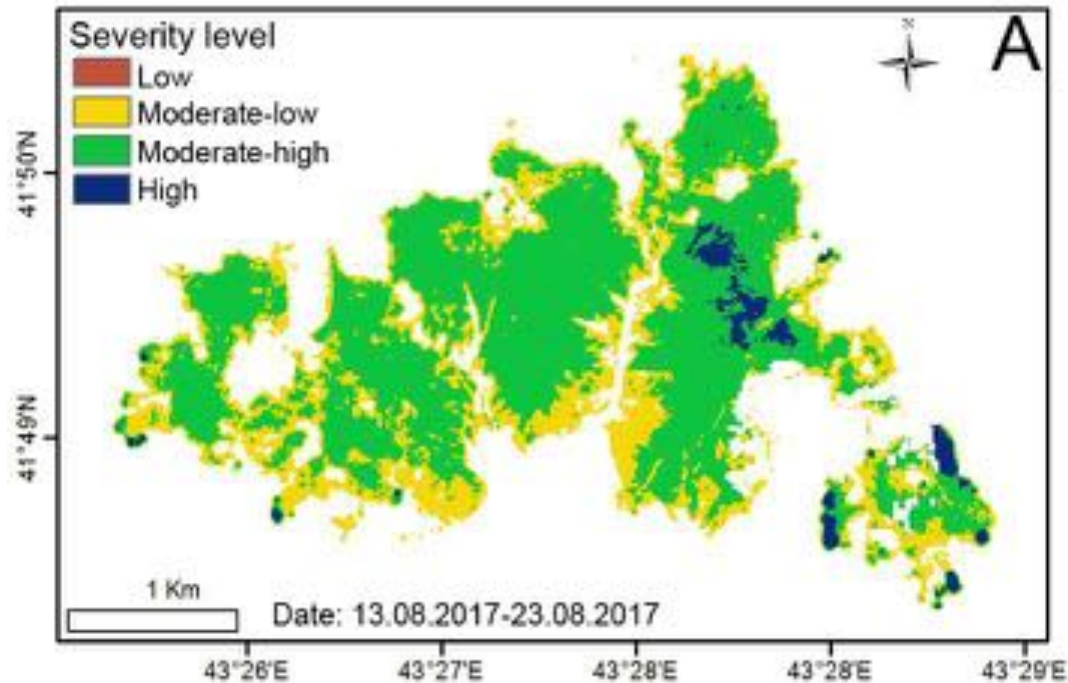 Severity level
A
Low
Moderate-low
Moderate-high
High
41°50'N
41°49'N
1 Km
Date: 13.08.2017-23.08.2017
43°26'E
43°27'E
43°28'E
43°28'E
43°29'E